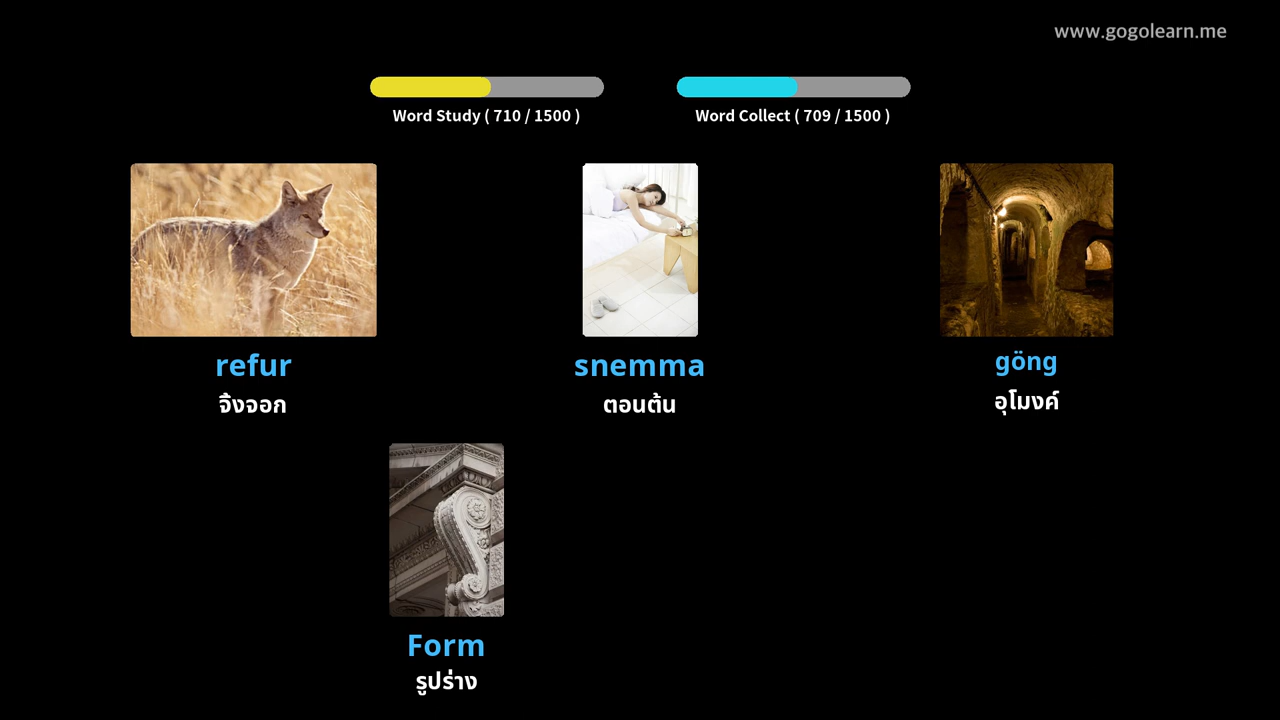 www.gogolearn.me
Word Study ( 710 / 1500 )
Word Collect ( 709 / 1500 )
refur
snemma
göng
จิ้งจอก
ตอนต้น
อุโมงค์
Form
รูปร่าง